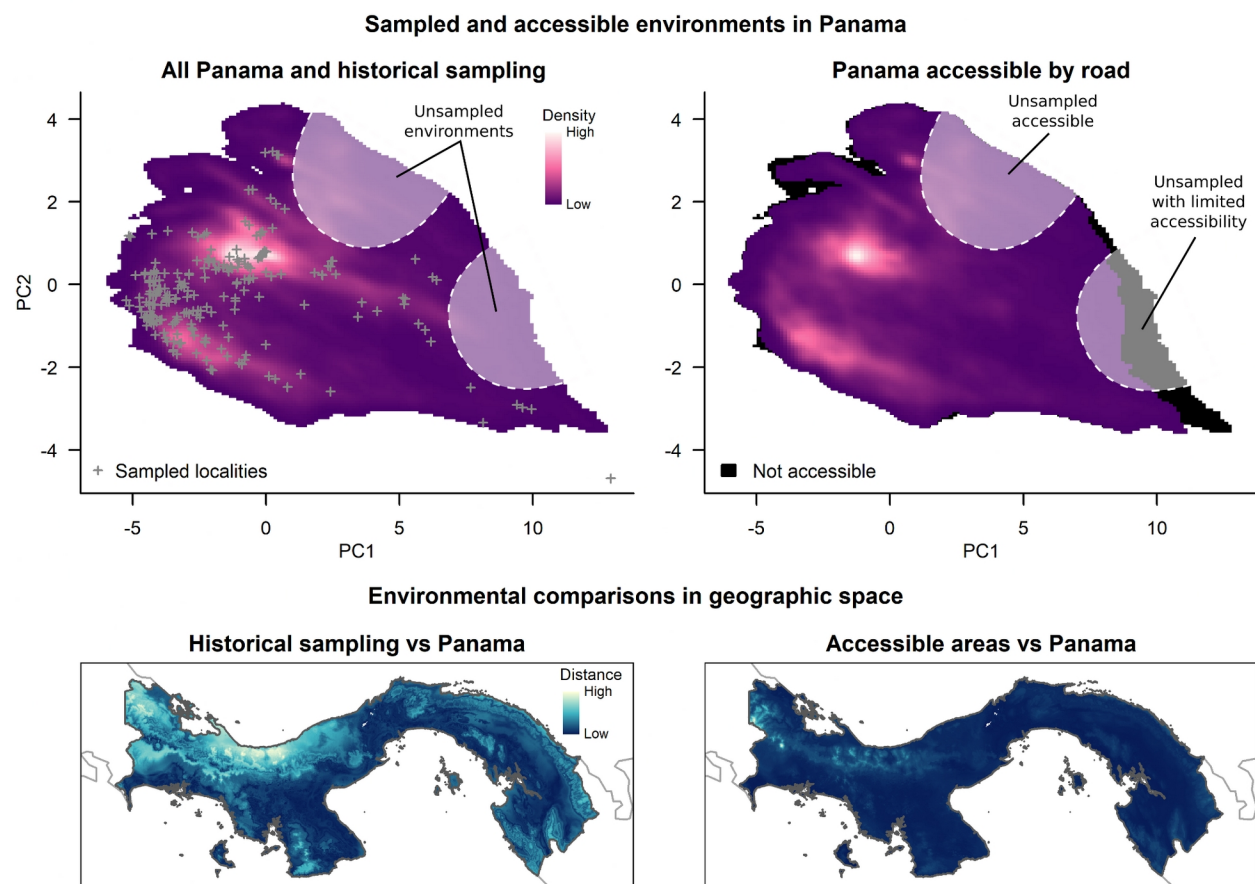 Sampled and accessible environments in Panama
All Panama and historical sampling
Unsampled
environments
Density
High
Low
4
2
0
-2
-4
PC2
Sampled localities
-5
0
5
10
PC1
Panama accessible by road
Unsampled
accessible
Unsampled
with limited
accessibility
4
2
0
-2
-4
Not accessible
-5
0
5
10
PC1
Environmental comparisons in geographic space
Historical sampling vs Panama
Distance
High
Low
Accessible areas vs Panama